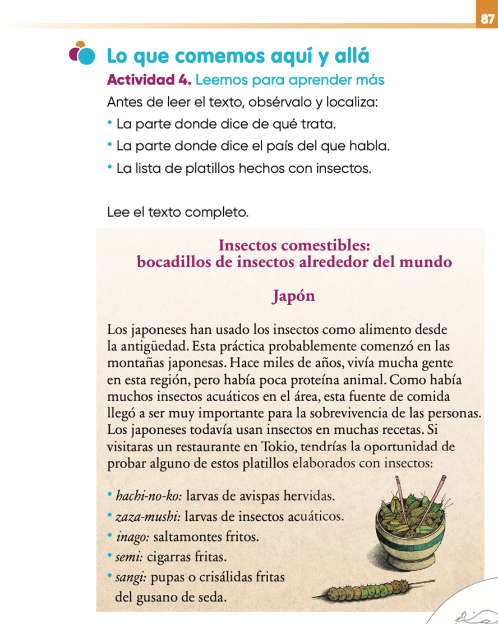 87
Lo que comemos aquí y allá
Actividad 4. Leemos para aprender más
Antes de leer el texto, obsérvalo y localiza:
• La parte donde dice de qué trata.
• La parte donde dice el país del que habla.
• La lista de platillos hechos con insectos.
Lee el texto completo.
Insectos comestibles:
bocadillos de insectos alrededor del mundo
Japón
Los japoneses han usado los insectos como alimento desde
la antigüedad. Esta práctica probablemente comenzó en las
montañas japonesas. Hace miles de años, vivía mucha gente
en esta región, pero había poca proteína animal. Como había
muchos insectos acuáticos en el área, esta fuente de comida
llegó a ser muy importante para la sobrevivencia de las personas.
Los japoneses todavía usan insectos en muchas recetas. Si
visitaras un restaurante en Tokio, tendrías la oportunidad de
probar alguno de estos platillos elaborados con insectos:
• hachi-no-ko: larvas de avispas hervidas.
• zaza-mushi: larvas de insectos acuáticos.
• inago: saltamontes fritos.
• semi: cigarras fritas.
• sangi: pupas o crisálidas fritas
del gusano de seda.